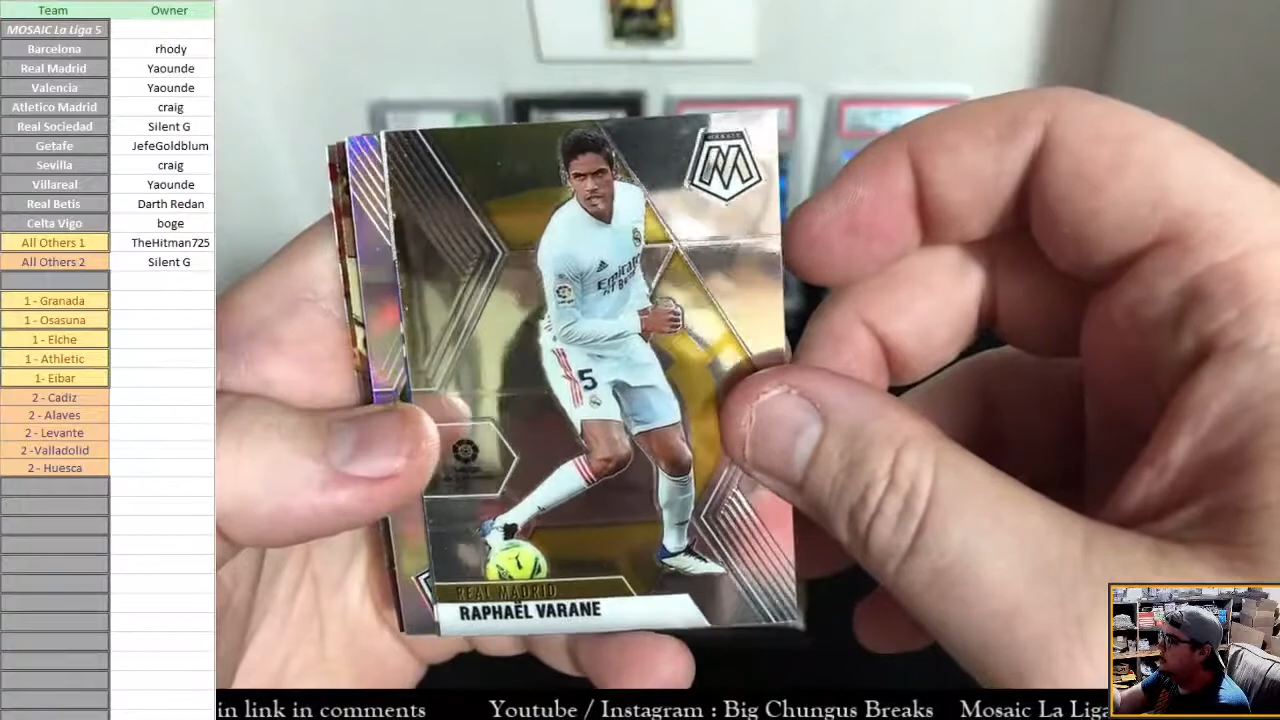 Team Owner
MOSAIC La Liga 5
Barcelona rhody
Real Madrid Yaounde
Valencia Yaounde
Atletico Madrid craig
Real Sociedad Silent G
Getafe JefeGoldblum
Sevilla craig
Villareal Yaounde
Real Betis Darth Redan
Celta Vigo boge
All Others 1 TheHitman725
All Others 2 Silent G
1 - Granada
1 - Osasuna
1 - Elche
1 - Athletic
1- Eibar
2 - Cadiz
2 - Alaves
2 - Levante
2 -Valladolid
2 - Huesca
MOSAIC
M
Emirates
5
REAL MADRID
RAPHAËL VARANE
in link in comments Youtube / Instagram : Big Chungus Breaks Mosaic La Liga